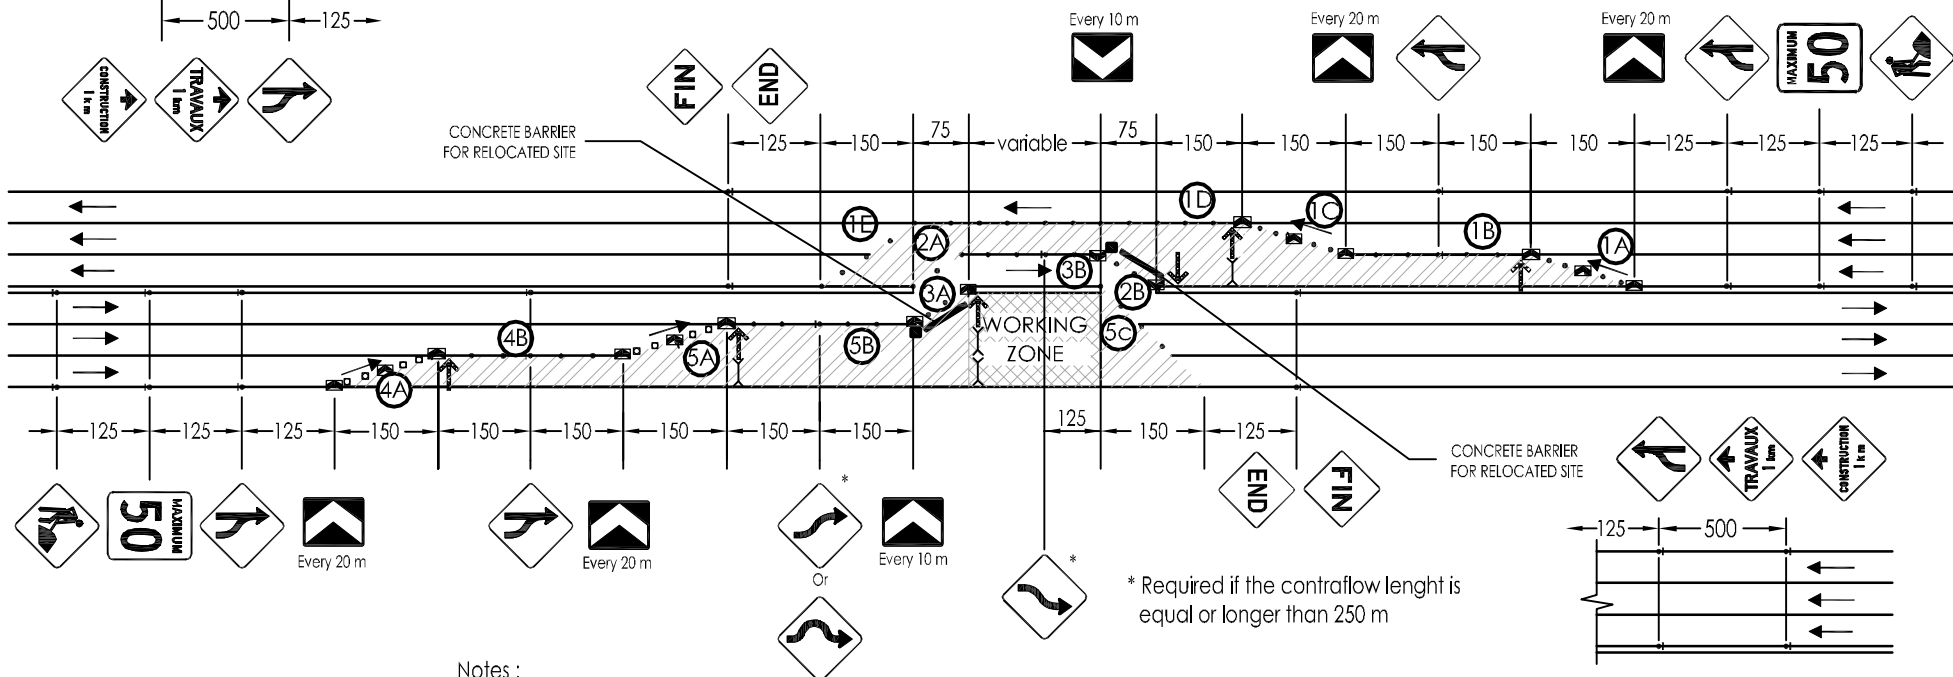 500 125
CONSTRUCTION
1 km
TRAVAUX
1 km
FIN
END
CONCRETE BARRIER
FOR RELOCATED SITE
Every 10 m
Every 20 m
Every 20 m
MAXIMUM
50
125 150 75 variable 75 150 150 150 150 150 125 125 125
1E 2A 1D 1C 1B 1A
3A 3B 2B
4B 5A 5B 5c
4A
WORKING
ZONE
125 125 125 150 150 150 150 150 150 125 150 125
MAXIMUM
50
Every 20 m
Every 20 m
*
Every 10 m
Or
*
* Required if the contraflow lenght is
equal or longer than 250 m
END
FIN
CONCRETE BARRIER
FOR RELOCATED SITE
TRAVAUX
1 km
CONSTRUCTION
1 km
125 500
Notes :